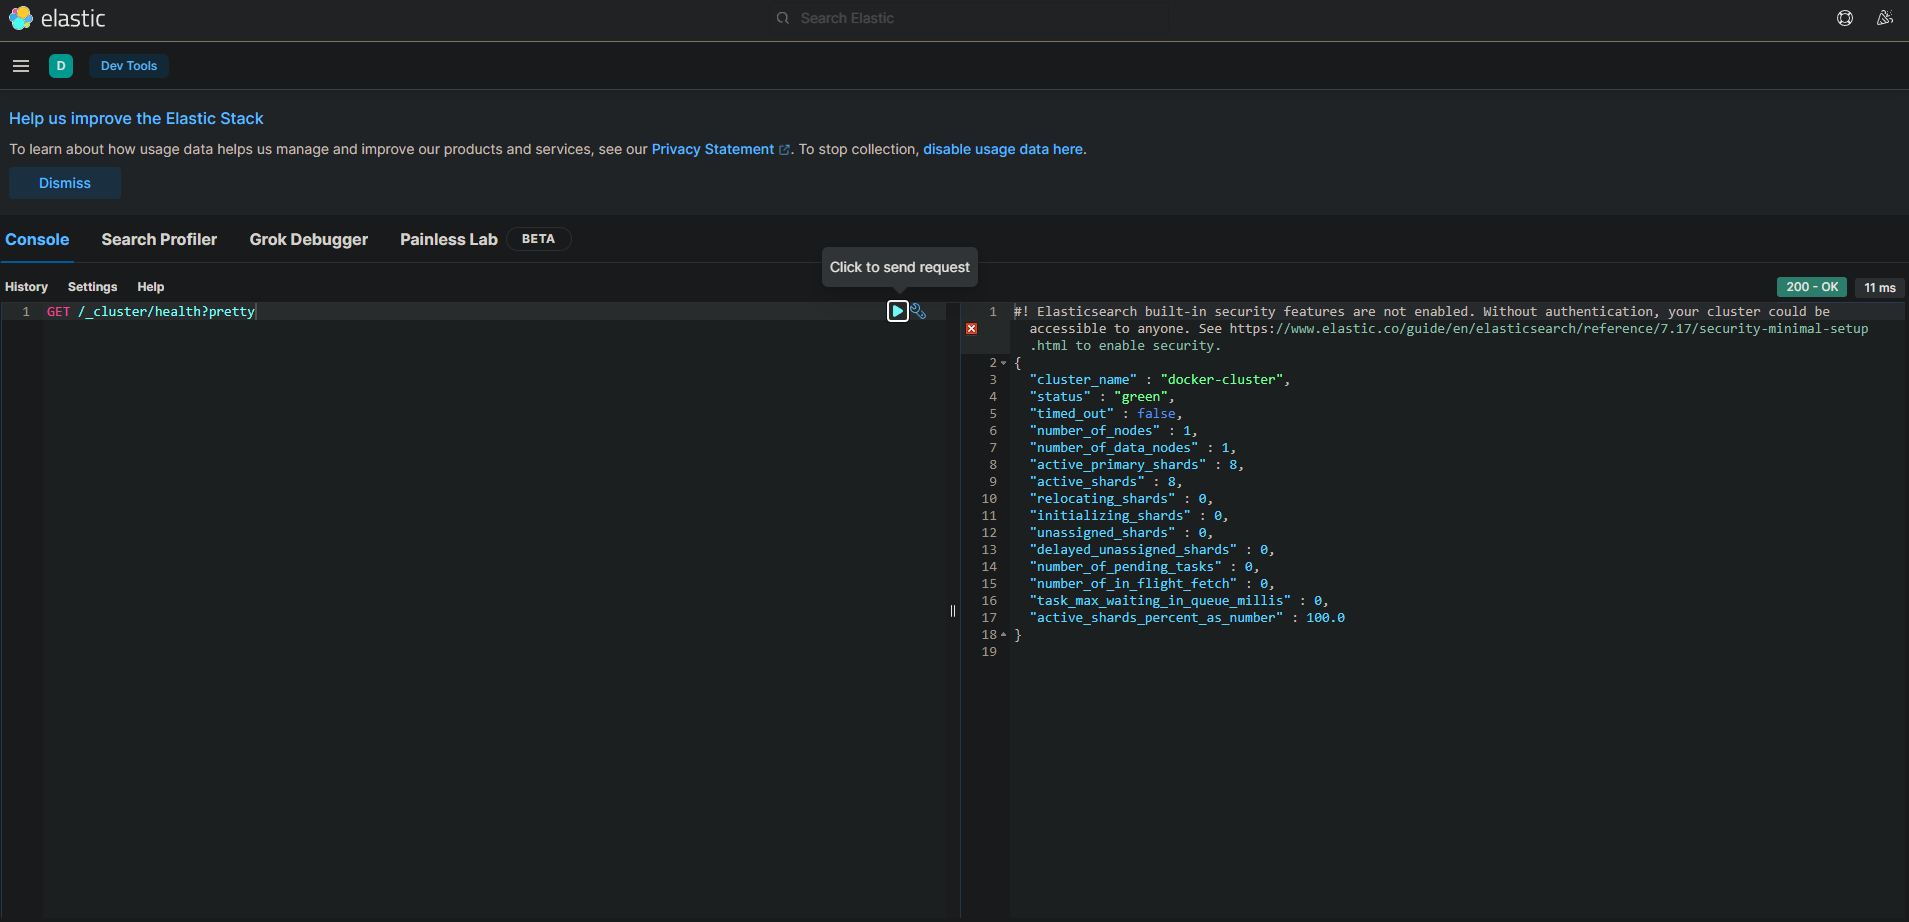 elastic
Search Elastic
D
Dev Tools
Help us improve the Elastic Stack
To learn about how usage data helps us manage and improve our products and services, see our Privacy Statement. To stop collection, disable usage data here.
Dismiss
Console Search Profiler Grok Debugger Painless Lab BETA
Click to send request
History Settings Help
200 - OK 11 ms
1 GET /_cluster/health?pretty
1 #! Elasticsearch built-in security features are not enabled. Without authentication, your cluster could be
accessible to anyone. See https://www.elastic.co/guide/en/elasticsearch/reference/7.17/security-minimal-setup
.html to enable security.
2 {
3 "cluster_name" : "docker-cluster",
4 "status" : "green",
5 "timed_out" : false,
6 "number_of_nodes" : 1,
7 "number_of_data_nodes" : 1,
8 "active_primary_shards" : 8,
9 "active_shards" : 8,
10 "relocating_shards" : 0,
11 "initializing_shards" : 0,
12 "unassigned_shards" : 0,
13 "delayed_unassigned_shards" : 0,
14 "number_of_pending_tasks" : 0,
15 "number_of_in_flight_fetch" : 0,
16 "task_max_waiting_in_queue_millis" : 0,
17 "active_shards_percent_as_number" : 100.0
18 }
19